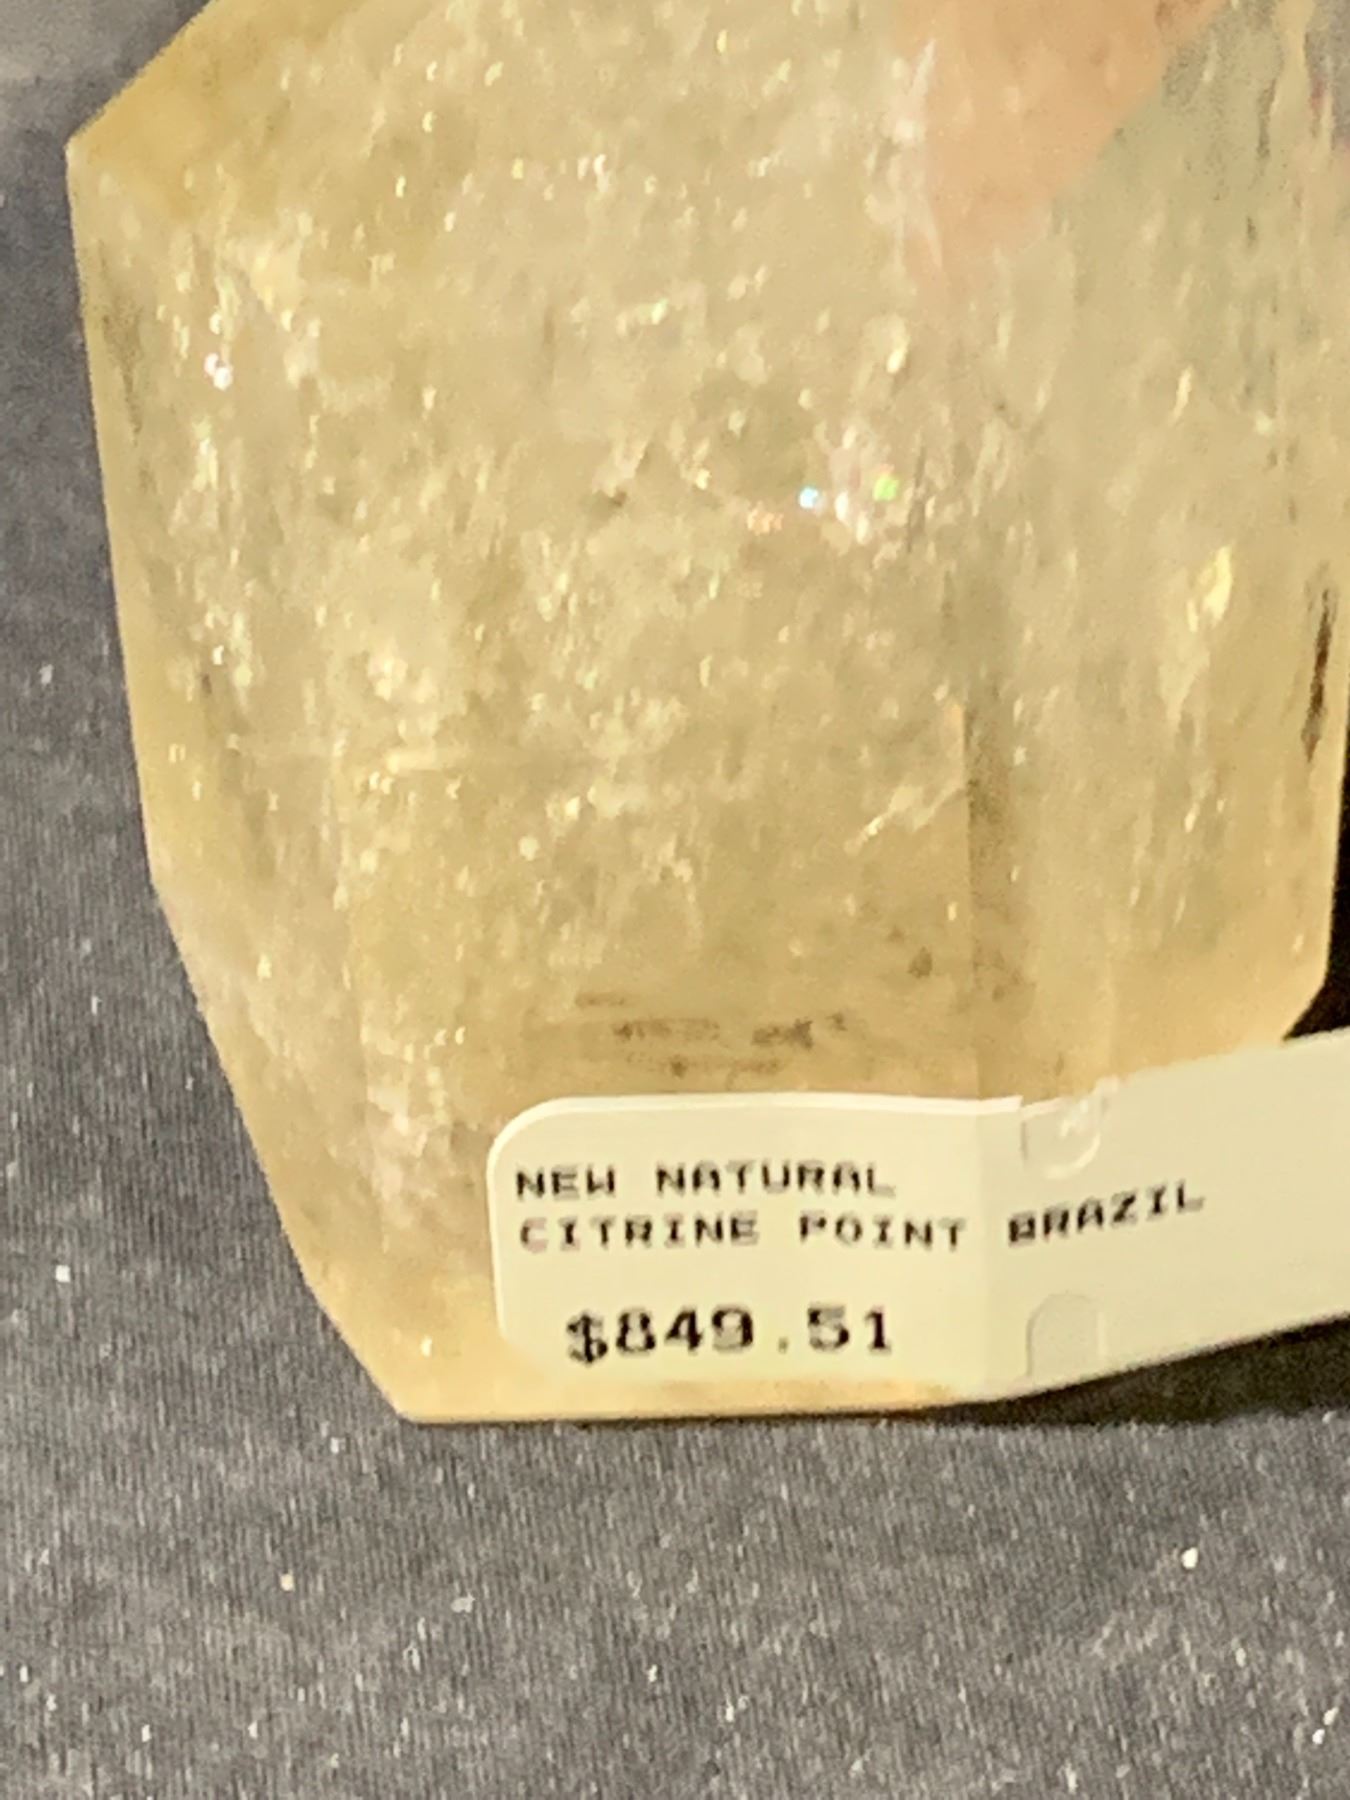 NEW NATURAL
CITRINE POINT BRAZIL
$849.51